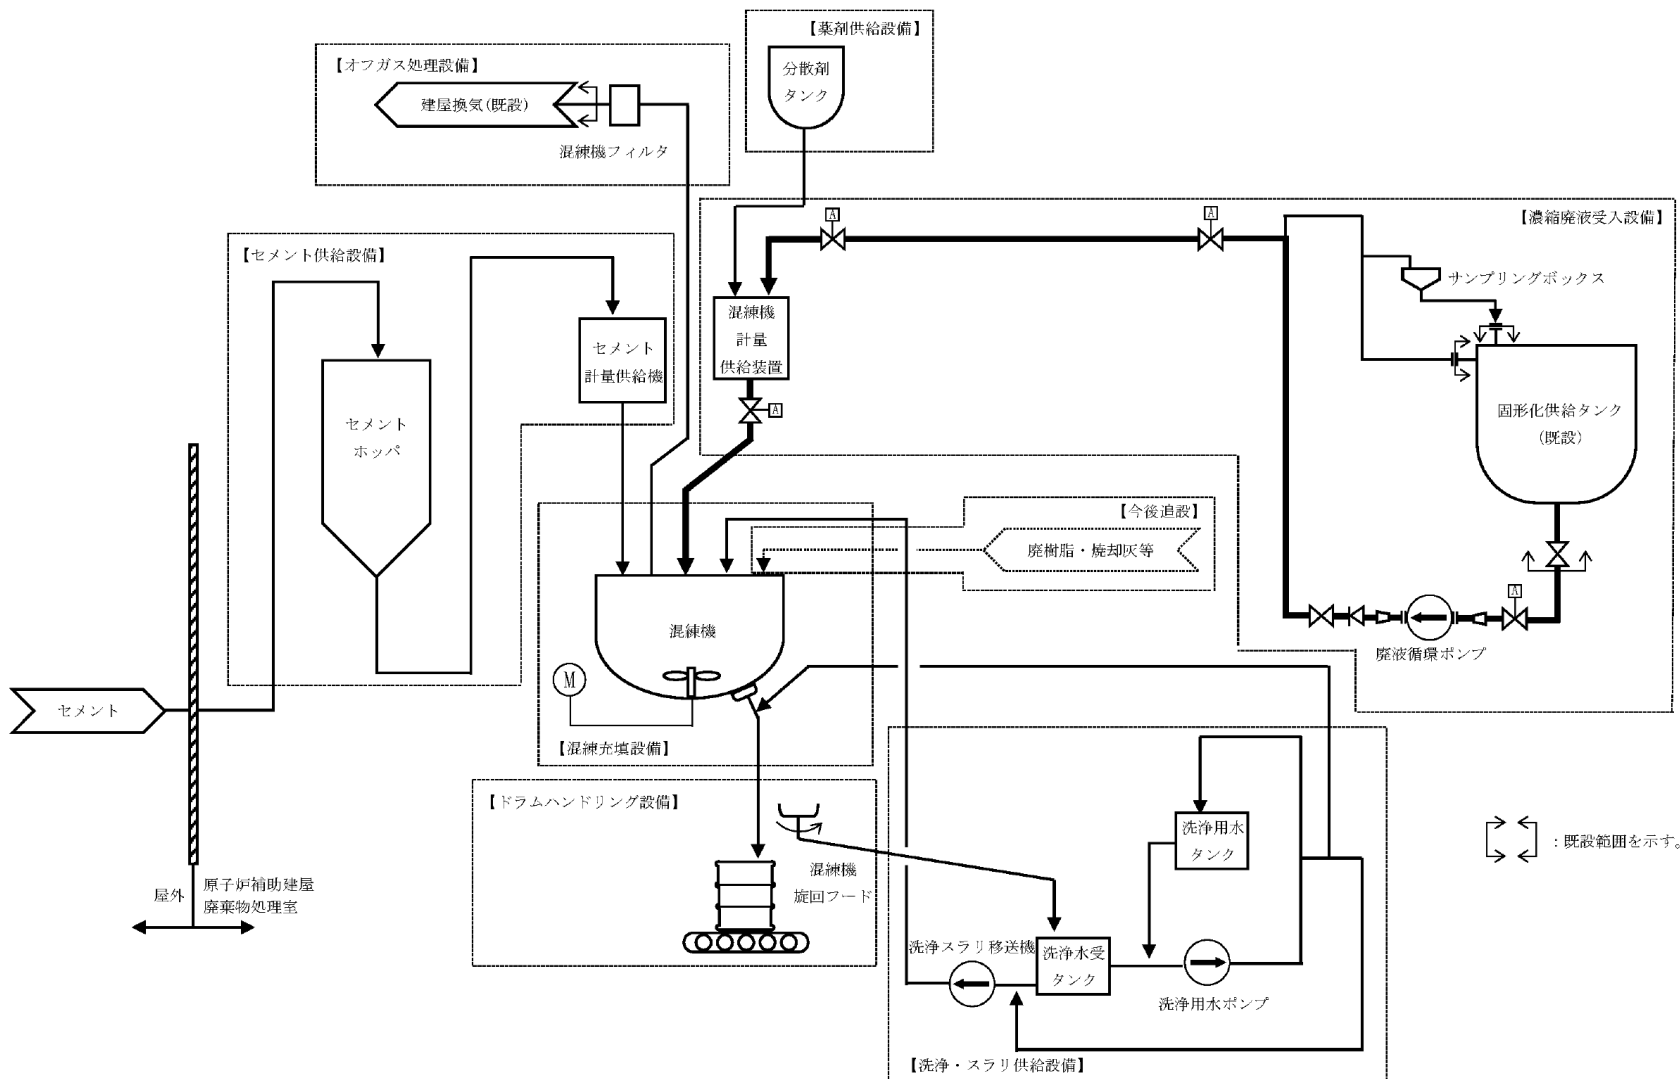 【薬剤供給設備】
分散剤
タンク
【オフガス処理設備】
建屋換気(既設)
混練機フィルタ
【濃縮廃液受入設備】
A
A
サンプリングボックス
【セメント供給設備】
混練機
計量
供給装置
セメント
計量供給機
A
固形化供給タンク
(既設)
セメント
ホッパ
【今後追設】
廃樹脂・焼却灰等
A
混練機
廃液循環ポンプ
M
セメント
【混練充填設備】
【ドラムハンドリング設備】
洗浄用水
タンク
:既設範囲を示す。
混練機
旋回フード
屋外
原子炉補助建屋
廃棄物処理室
洗浄スラリ移送機
洗浄水受
タンク
洗浄用水ポンプ
【洗浄・スラリ供給設備】